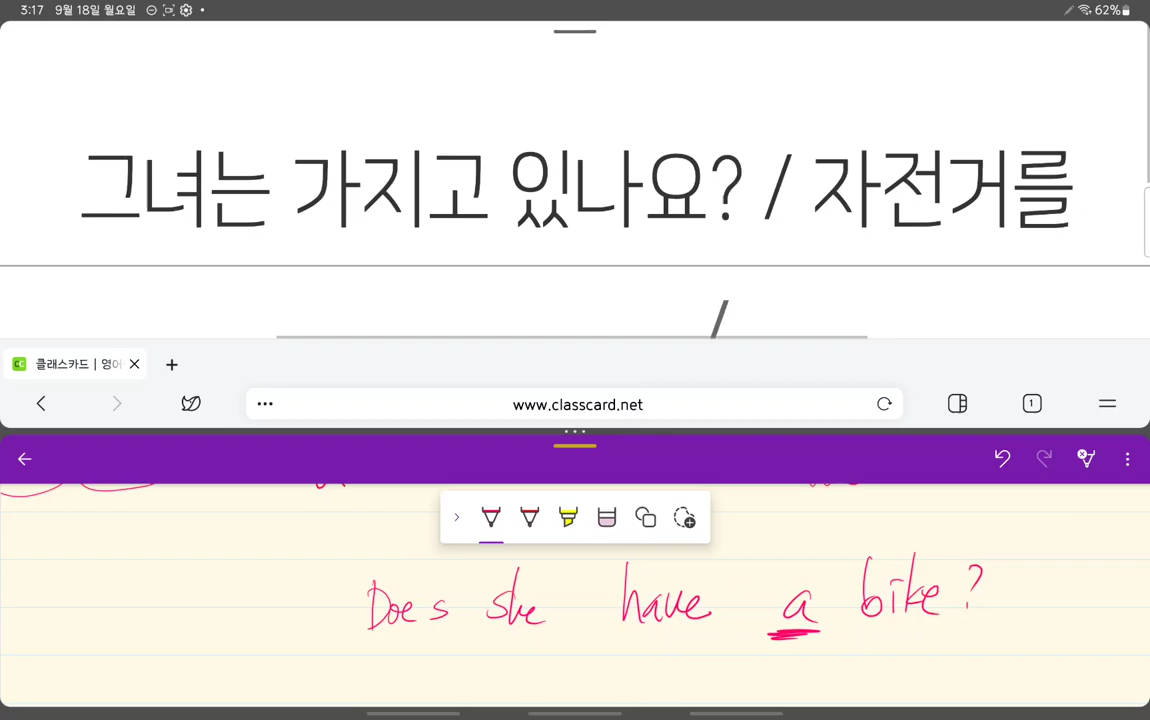 3:17 9월 18일 월요일 62%
그녀는 가지고 있나요? / 자전거를
/
클래스카드 | 영어
www.classcard.net
1
Does she have a bike?